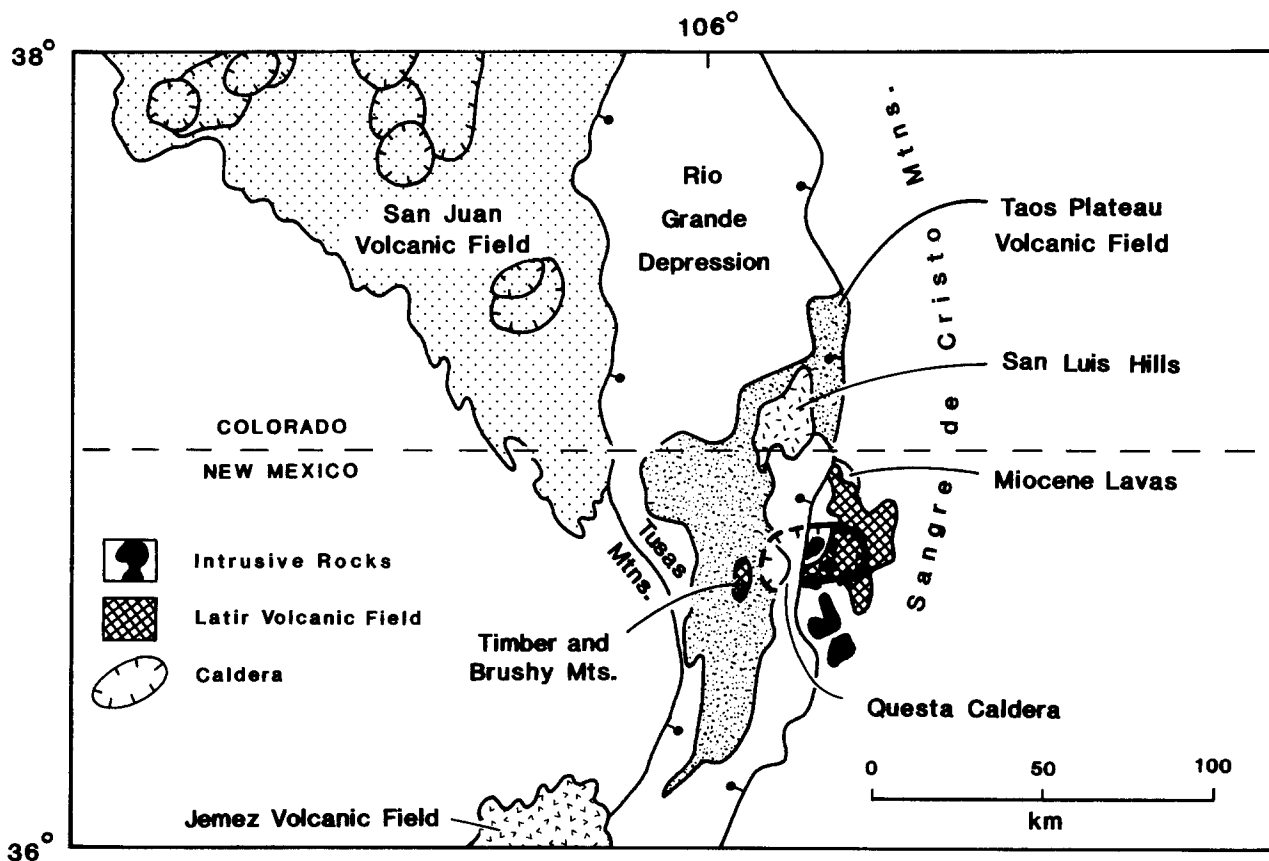 106°
38°
Sangre de Cristo Mtns.
Rio
Grande
Depression
San Juan
Volcanic Field
Taos Plateau
Volcanic Field
San Luis Hills
COLORADO
NEW MEXICO
Miocene Lavas
Tusas
Mtns.
Intrusive Rocks
Latir Volcanic Field
Caldera
Timber and
Brushy Mts.
Questa Caldera
0 50 100
km
Jemez Volcanic Field
36°